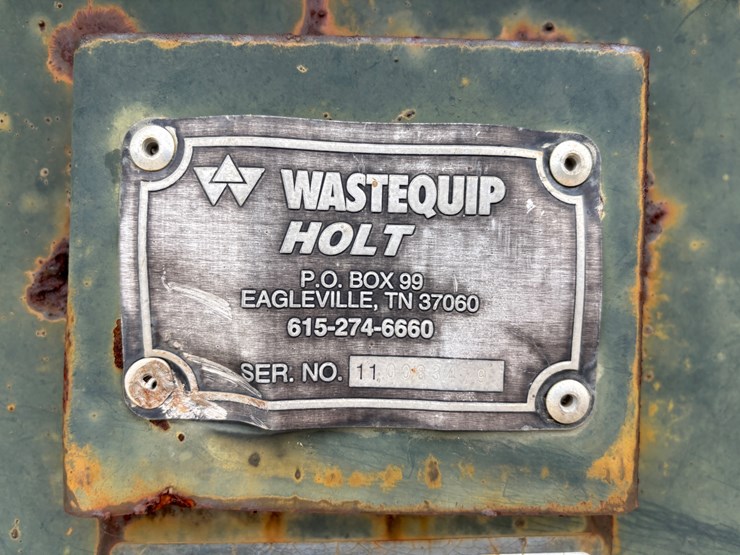 WASTEQUIP
HOLT
P.O. BOX 99
EAGLEVILLE, TN 37060
615-274-6660
SER. NO.